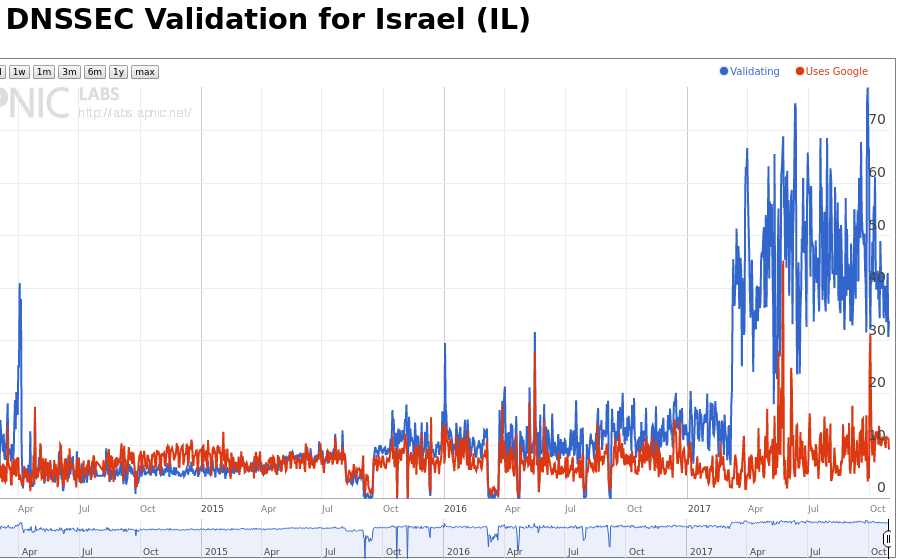 DNSSEC Validation for Israel (IL)
1w 1m 3m 6m 1y max
Validating Uses Google
PNIC LABS
http://labs.apnic.net/
70
60
50
40
30
20
10
0
Apr Jul Oct 2015 Apr Jul Oct 2016 Apr Jul Oct 2017 Apr Jul Oct
Apr Jul Oct 2015 Apr Jul Oct 2016 Apr Jul Oct 2017 Apr Jul Oct